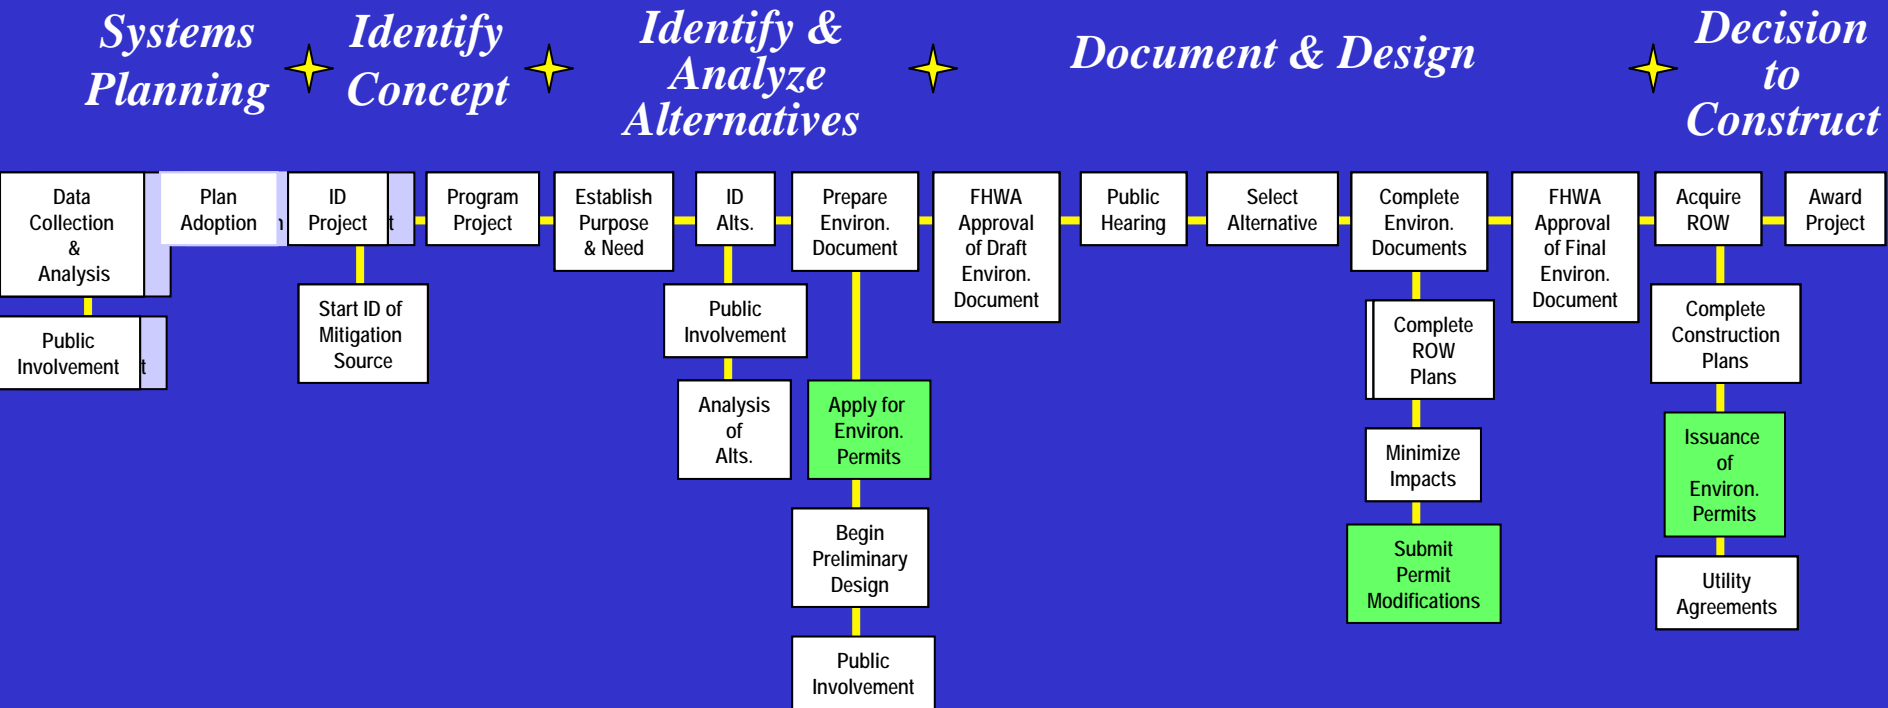 Systems
Planning
Identify
Concept
Identify &
Analyze
Alternatives
Document & Design
Decision
to
Construct
Data
Collection
&
Analysis
Public
Involvement
t
Plan
Adoption
n
ID
Project
t
Start ID of
Mitigation
Source
Program
Project
Establish
Purpose
& Need
ID
Alts.
Public
Involvement
Analysis
of
Alts.
Prepare
Environ.
Document
Apply for
Environ.
Permits
Begin
Preliminary
Design
Public
Involvement
FHWA
Approval
of Draft
Environ.
Document
Public
Hearing
Select
Alternative
Complete
Environ.
Documents
Complete
ROW
Plans
Minimize
Impacts
Submit
Permit
Modifications
FHWA
Approval
of Final
Environ.
Document
Acquire
ROW
Complete
Construction
Plans
Issuance
of
Environ.
Permits
Utility
Agreements
Award
Project